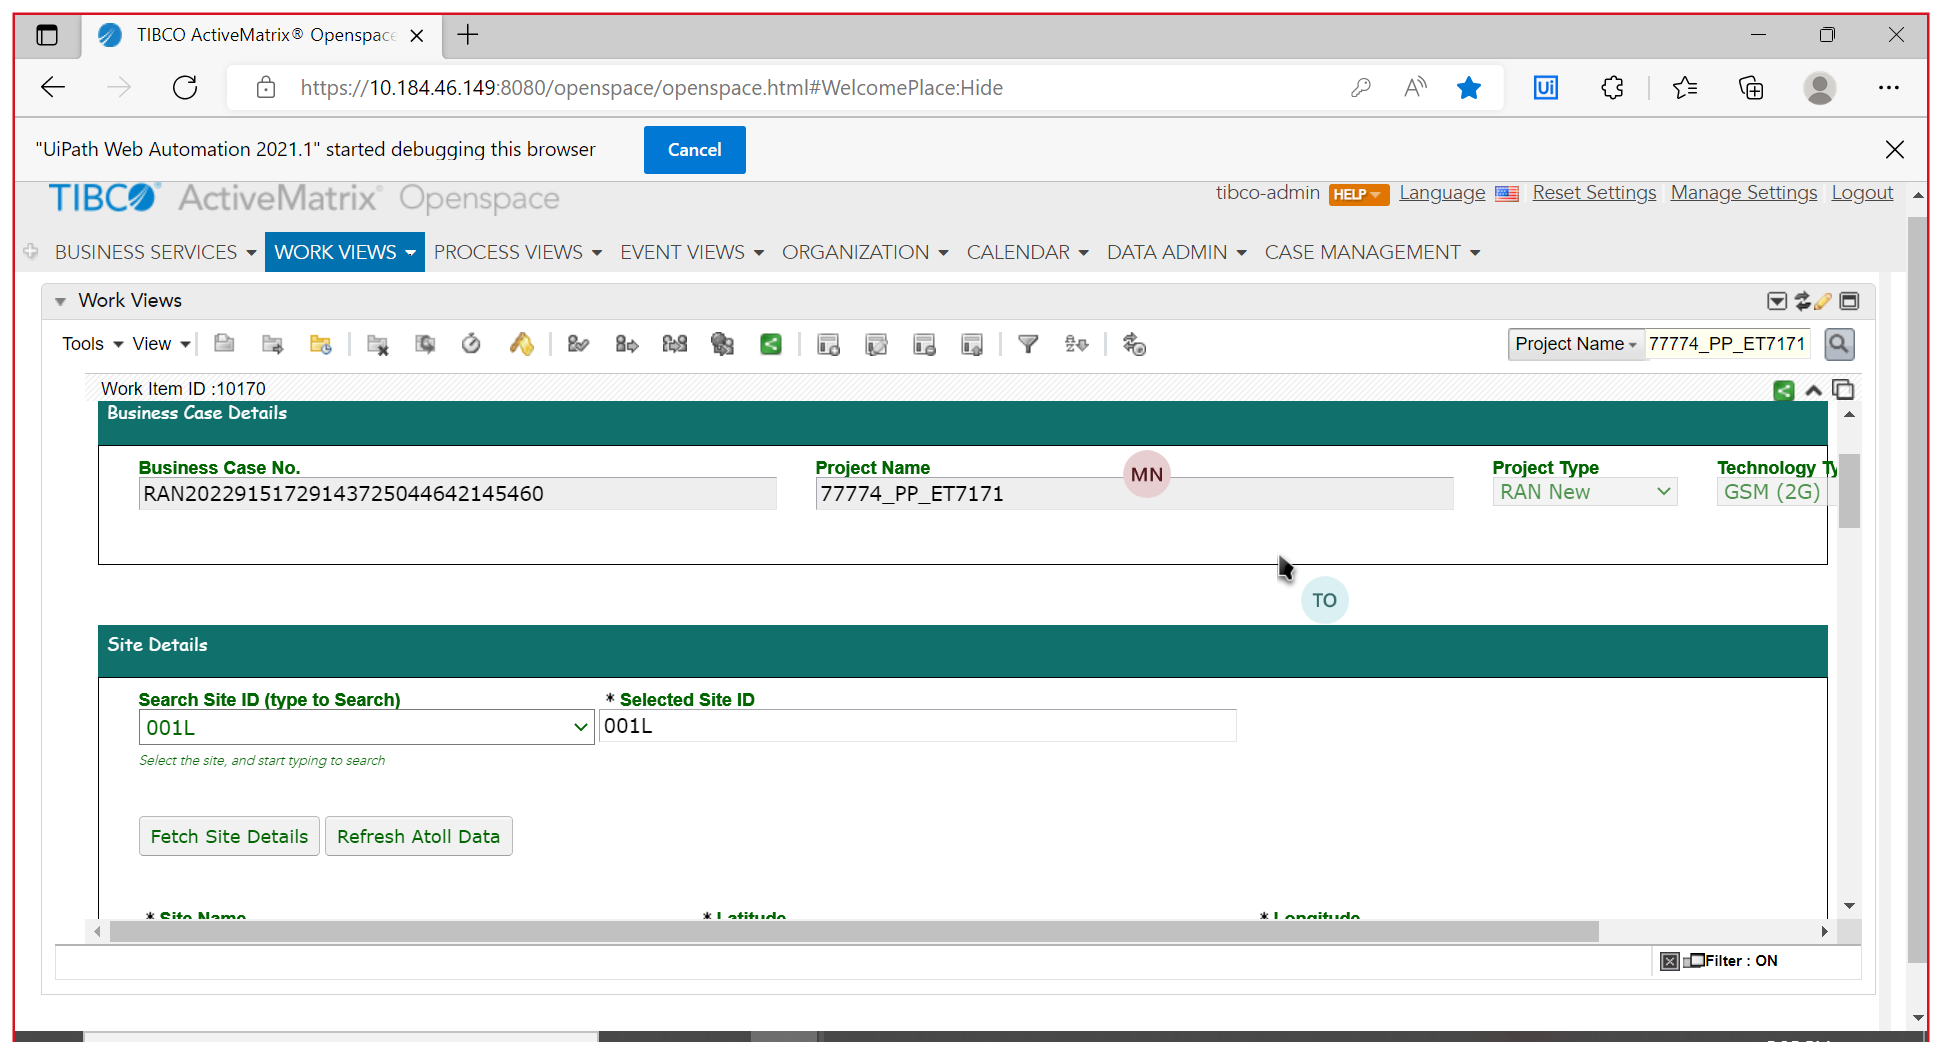 TIBCO ActiveMatrix® Openspace
https://10.184.46.149:8080/openspace/openspace.html#WelcomePlace:Hide
"UiPath Web Automation 2021.1" started debugging this browser Cancel
TIBCO ActiveMatrix® Openspace
tibco-admin HELP Language Reset Settings Manage Settings Logout
BUSINESS SERVICES WORK VIEWS PROCESS VIEWS EVENT VIEWS ORGANIZATION CALENDAR DATA ADMIN CASE MANAGEMENT
Work Views
Tools View Project Name 77774_PP_ET7171
Work Item ID :10170
Business Case Details
Business Case No. Project Name Project Type Technology Ty
MN
RAN20229151729143725044642145460 77774_PP_ET7171 RAN New GSM (2G)
TO
Site Details
Search Site ID (type to Search) * Selected Site ID
001L 001L
Select the site, and start typing to search
Fetch Site Details Refresh Atoll Data
* Site Name * Latitude * Longitude
Filter : ON